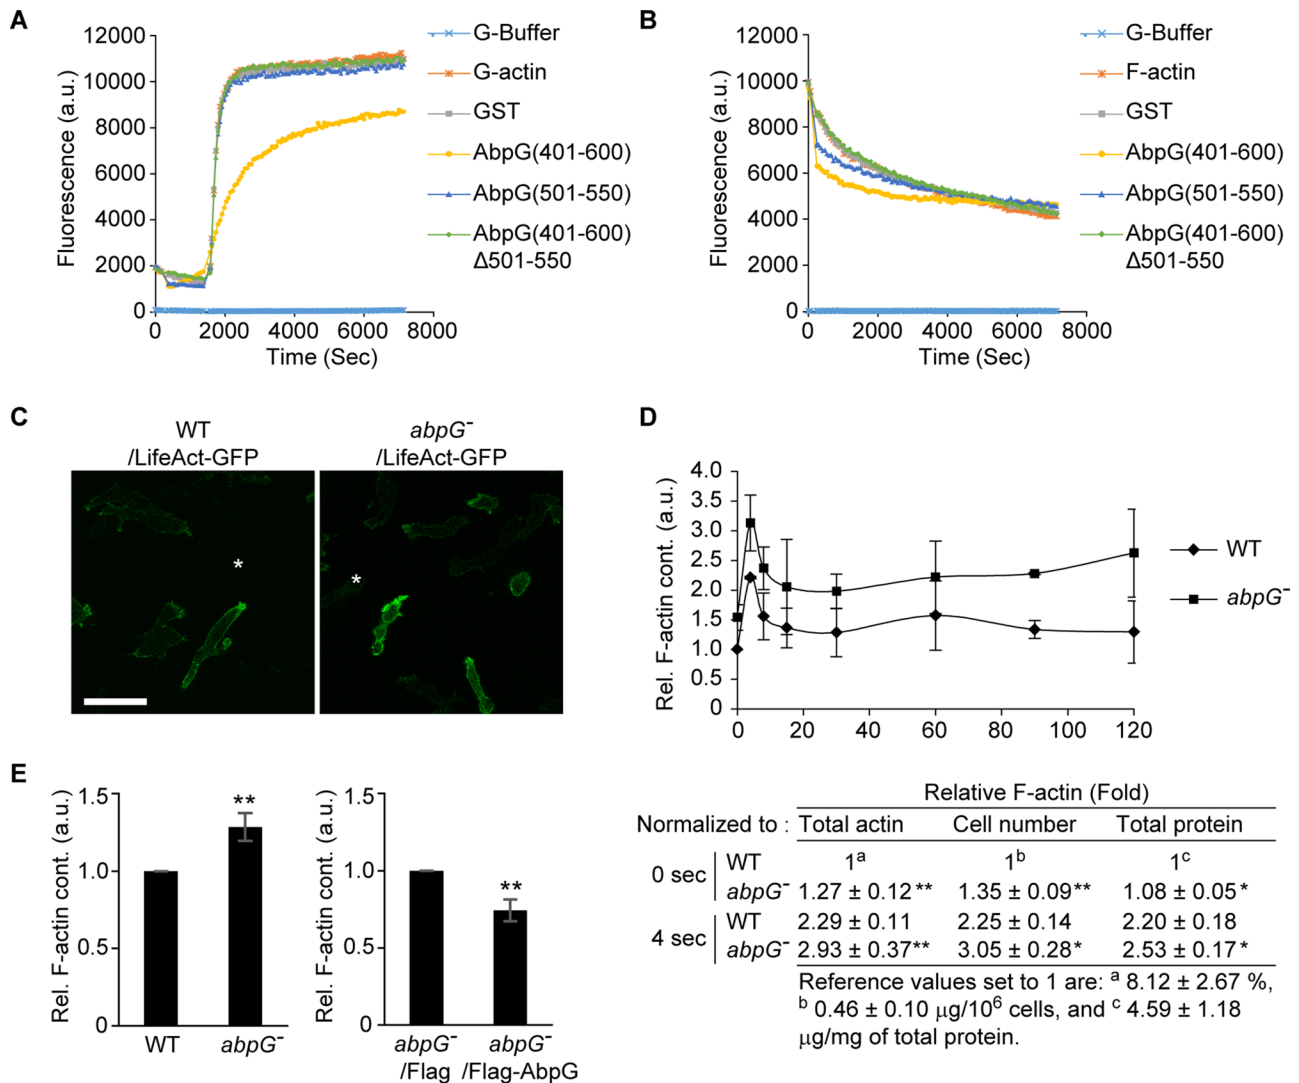 A
Fluorescence (a.u.)
12000
10000
8000
6000
4000
2000
0
0 2000 4000 6000 8000
Time (Sec)
G-Buffer
G-actin
GST
AbpG(401-600)
AbpG(501-550)
AbpG(401-600)
Δ501-550
B
Fluorescence (a.u.)
12000
10000
8000
6000
4000
2000
0
0 2000 4000 6000 8000
Time (Sec)
G-Buffer
F-actin
GST
AbpG(401-600)
AbpG(501-550)
AbpG(401-600)
Δ501-550
C
WT
/LifeAct-GFP
abpG⁻
/LifeAct-GFP
*
*
D
Rel. F-actin cont. (a.u.)
4.0
3.5
3.0
2.5
2.0
1.5
1.0
0.5
0
0 20 40 60 80 100 120
WT
abpG⁻
Relative F-actin (Fold)
Normalized to : Total actin Cell number Total protein
0 sec WT 1ᵃ 1ᵇ 1ᶜ
abpG⁻ 1.27 ± 0.12** 1.35 ± 0.09** 1.08 ± 0.05*
4 sec WT 2.29 ± 0.11 2.25 ± 0.14 2.20 ± 0.18
abpG⁻ 2.93 ± 0.37** 3.05 ± 0.28* 2.53 ± 0.17*
Reference values set to 1 are: ᵃ 8.12 ± 2.67 %,
ᵇ 0.46 ± 0.10 μg/10⁶ cells, and ᶜ 4.59 ± 1.18
μg/mg of total protein.
E
Rel. F-actin cont. (a.u.)
1.5
1.0
0.5
0
**
WT abpG⁻
Rel. F-actin cont. (a.u.)
1.5
1.0
0.5
0
**
abpG⁻ abpG⁻
/Flag /Flag-AbpG